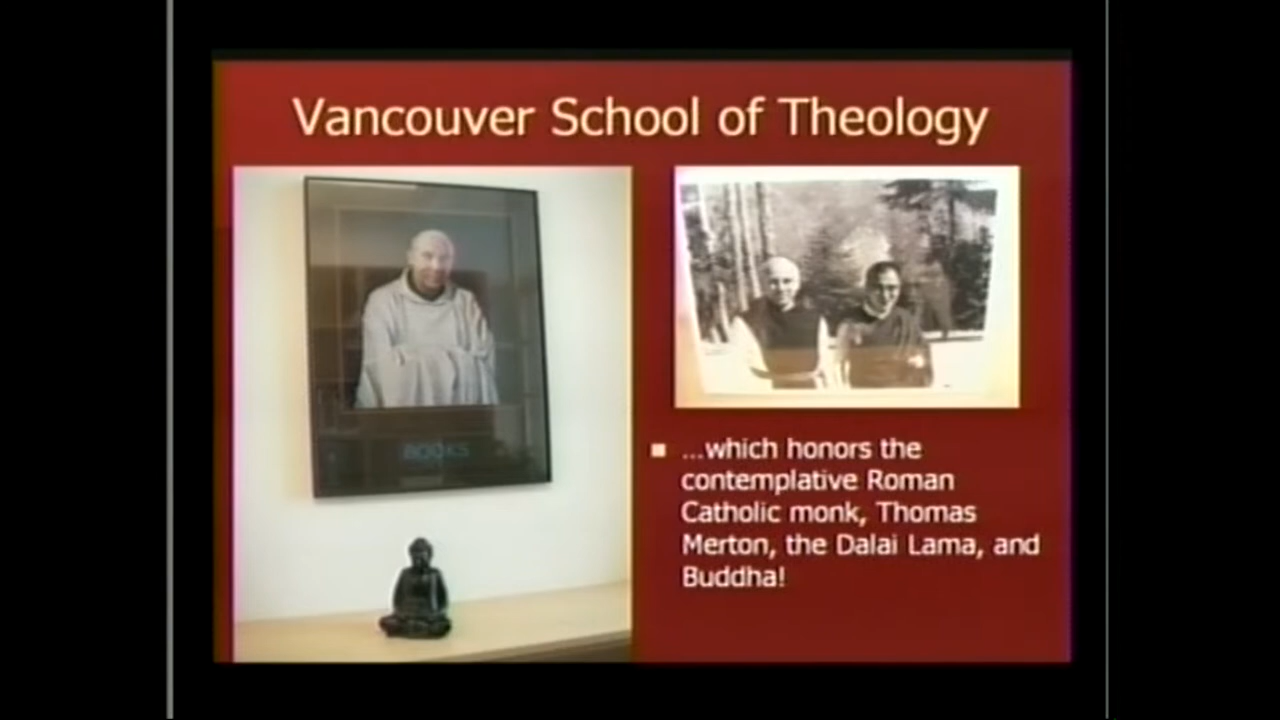 Vancouver School of Theology
BOOKS
...which honors the
contemplative Roman
Catholic monk, Thomas
Merton, the Dalai Lama, and
Buddha!